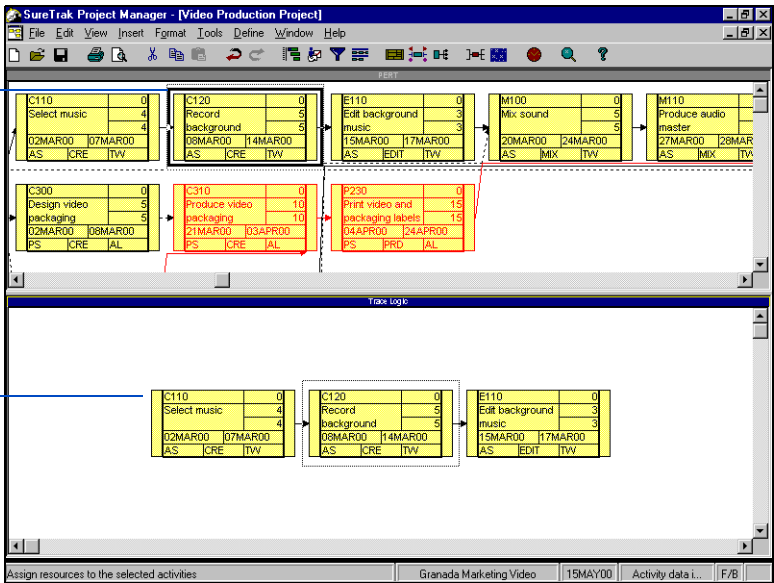 SureTrak Project Manager - [Video Production Project]
File Edit View Insert Format Tools Define Window Help
PERT
C110 0
Select music 4
4
02MAR00 07MAR00
AS CRE TW
C120 0
Record 5
background 5
08MAR00 14MAR00
AS CRE TW
E110 0
Edit background 3
music 3
15MAR00 17MAR00
AS EDIT TW
M100 0
Mix sound 5
5
20MAR00 24MAR00
AS MIX TW
M110
Produce audio
master
27MAR00 28MAR
AS MIX TW
C300 0
Design video 5
packaging 5
02MAR00 08MAR00
PS CRE AL
C310 0
Produce video 10
packaging 10
21MAR00 03APR00
PS CRE AL
P230 0
Print video and 15
packaging labels 15
04APR00 24APR00
PS PRD AL
Trace Logic
C110 0
Select music 4
4
02MAR00 07MAR00
AS CRE TW
C120 0
Record 5
background 5
08MAR00 14MAR00
AS CRE TW
E110 0
Edit background 3
music 3
15MAR00 17MAR00
AS EDIT TW
Assign resources to the selected activities Granada Marketing Video 15MAY00 Activity data i... F/B